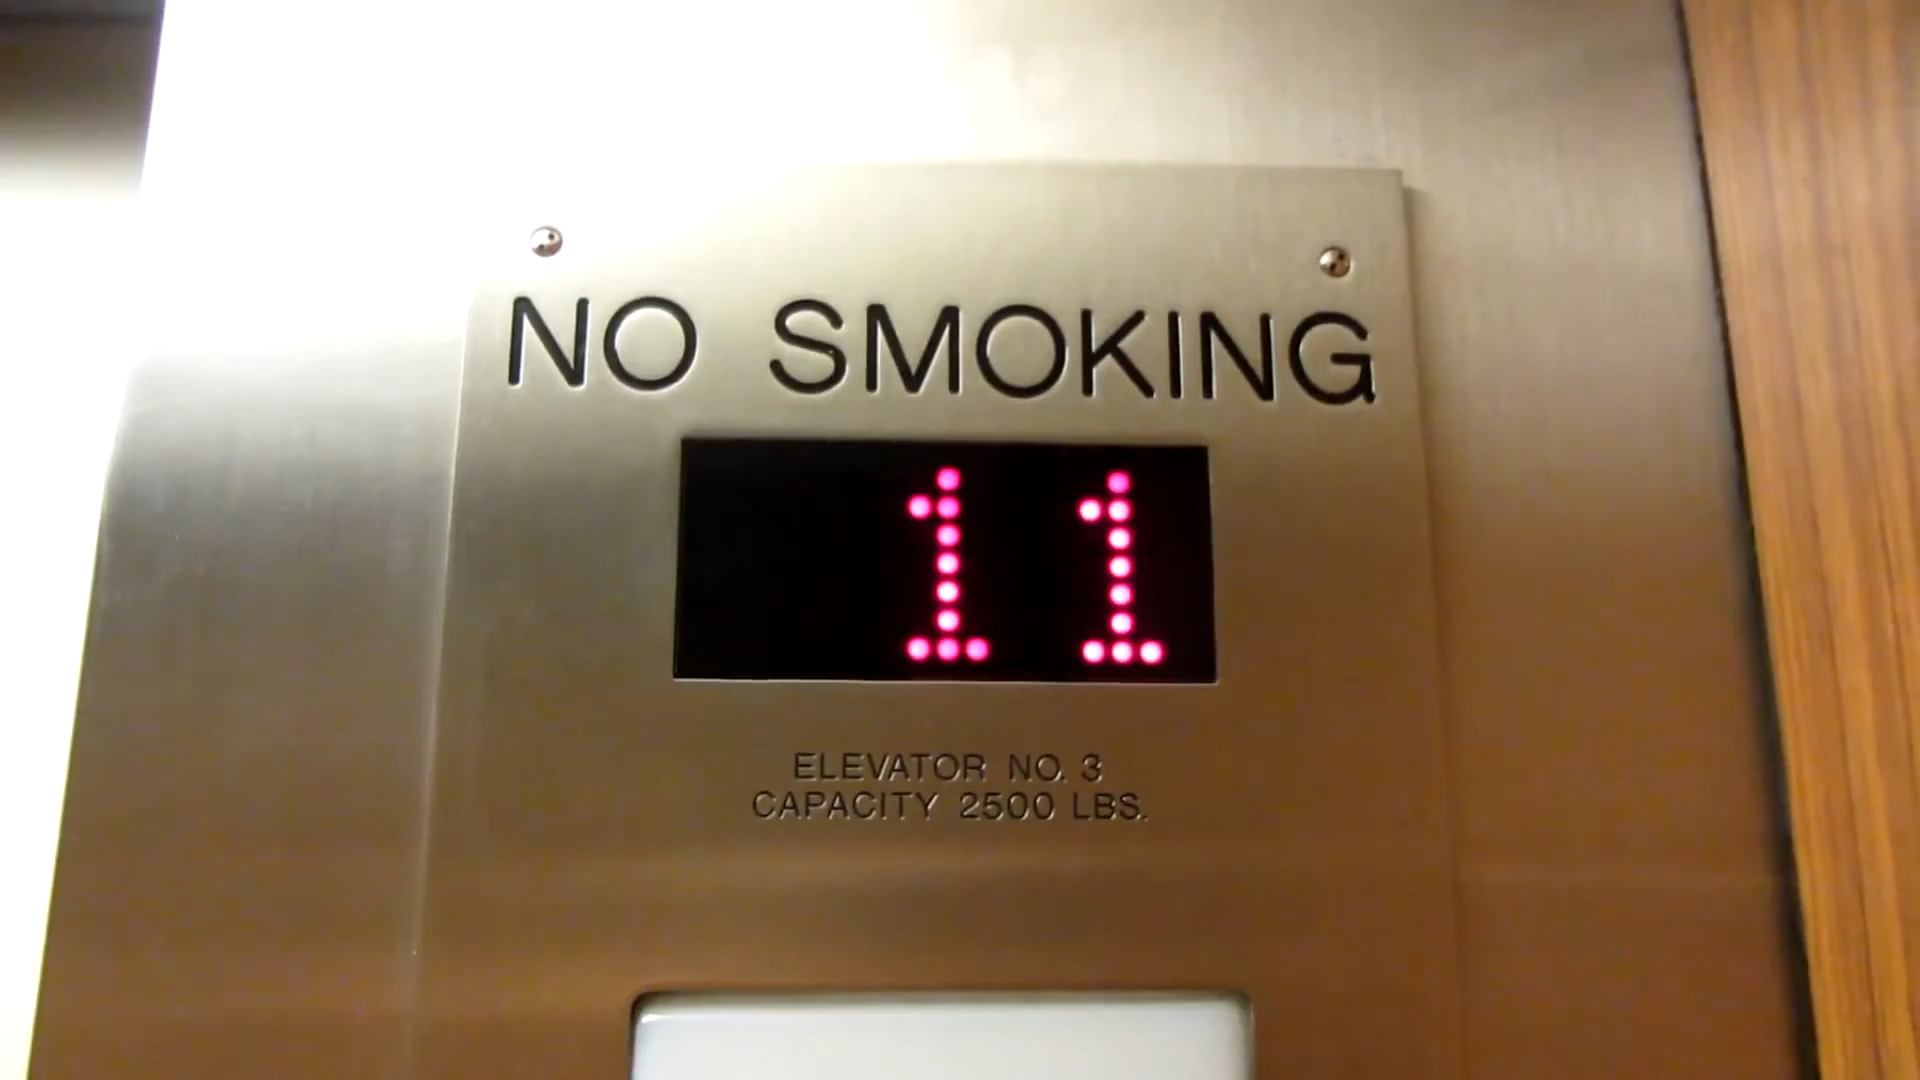 NO SMOKING
11
ELEVATOR NO. 3
CAPACITY 2500 LBS.